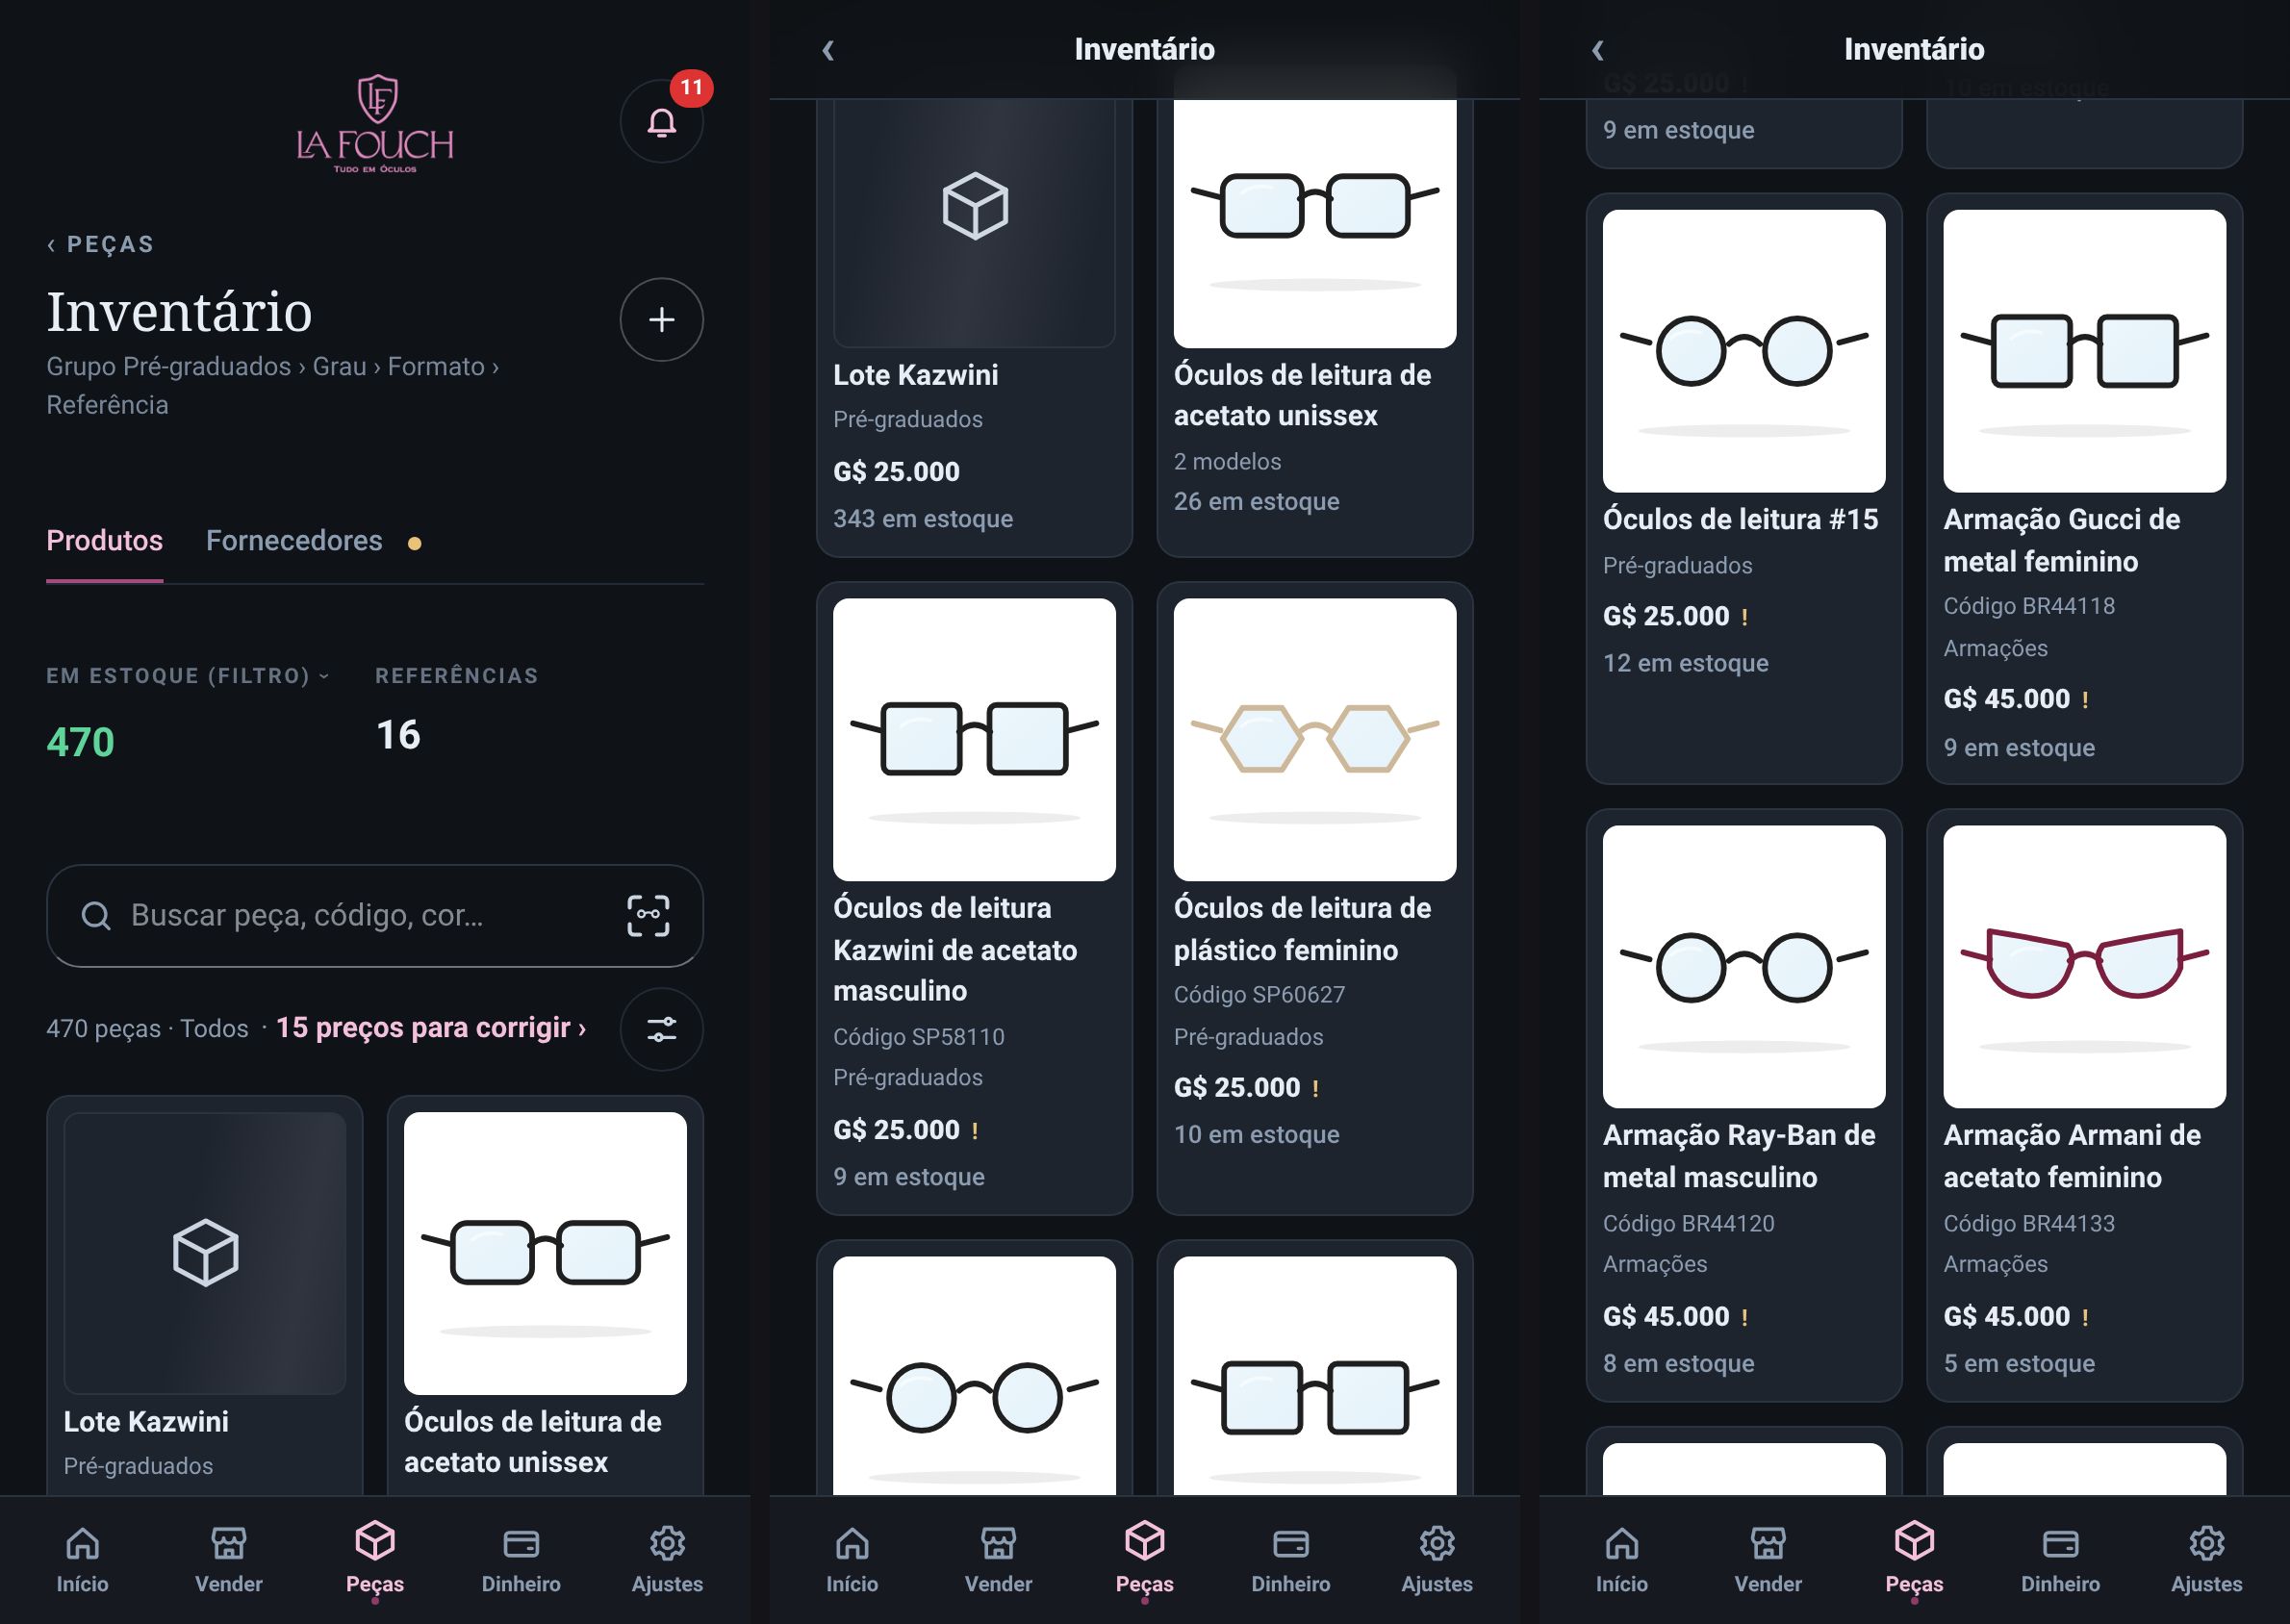 LF
LA FOUCH
TUDO EM ÓCULOS
11
‹ PEÇAS
Inventário
+
Grupo Pré-graduados › Grau › Formato ›
Referência
Produtos
Fornecedores
EM ESTOQUE (FILTRO)
REFERÊNCIAS
470
16
Buscar peça, código, cor...
470 peças · Todos · 15 preços para corrigir ›
Lote Kazwini
Pré-graduados
Óculos de leitura de
acetato unissex
Início
Vender
Peças
Dinheiro
Ajustes
‹
Inventário
Lote Kazwini
Pré-graduados
G$ 25.000
343 em estoque
Óculos de leitura de
acetato unissex
2 modelos
26 em estoque
Óculos de leitura
Kazwini de acetato
masculino
Código SP58110
Pré-graduados
G$ 25.000 !
9 em estoque
Óculos de leitura de
plástico feminino
Código SP60627
Pré-graduados
G$ 25.000 !
10 em estoque
Início
Vender
Peças
Dinheiro
Ajustes
‹
Inventário
G$ 25.000 !
9 em estoque
10 em estoque
Óculos de leitura #15
Pré-graduados
G$ 25.000 !
12 em estoque
Armação Gucci de
metal feminino
Código BR44118
Armações
G$ 45.000 !
9 em estoque
Armação Ray-Ban de
metal masculino
Código BR44120
Armações
G$ 45.000 !
8 em estoque
Armação Armani de
acetato feminino
Código BR44133
Armações
G$ 45.000 !
5 em estoque
Início
Vender
Peças
Dinheiro
Ajustes